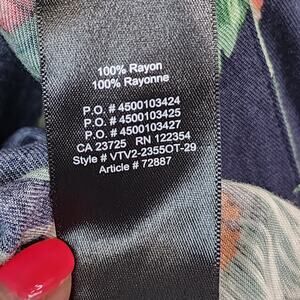 100% Rayon
100% Rayonne
P.O. # 4500103424
P.O. # 4500103425
P.O. # 4500103427
CA 23725 RN 122354
Style # VTV2-2355OT-29
Article # 72887